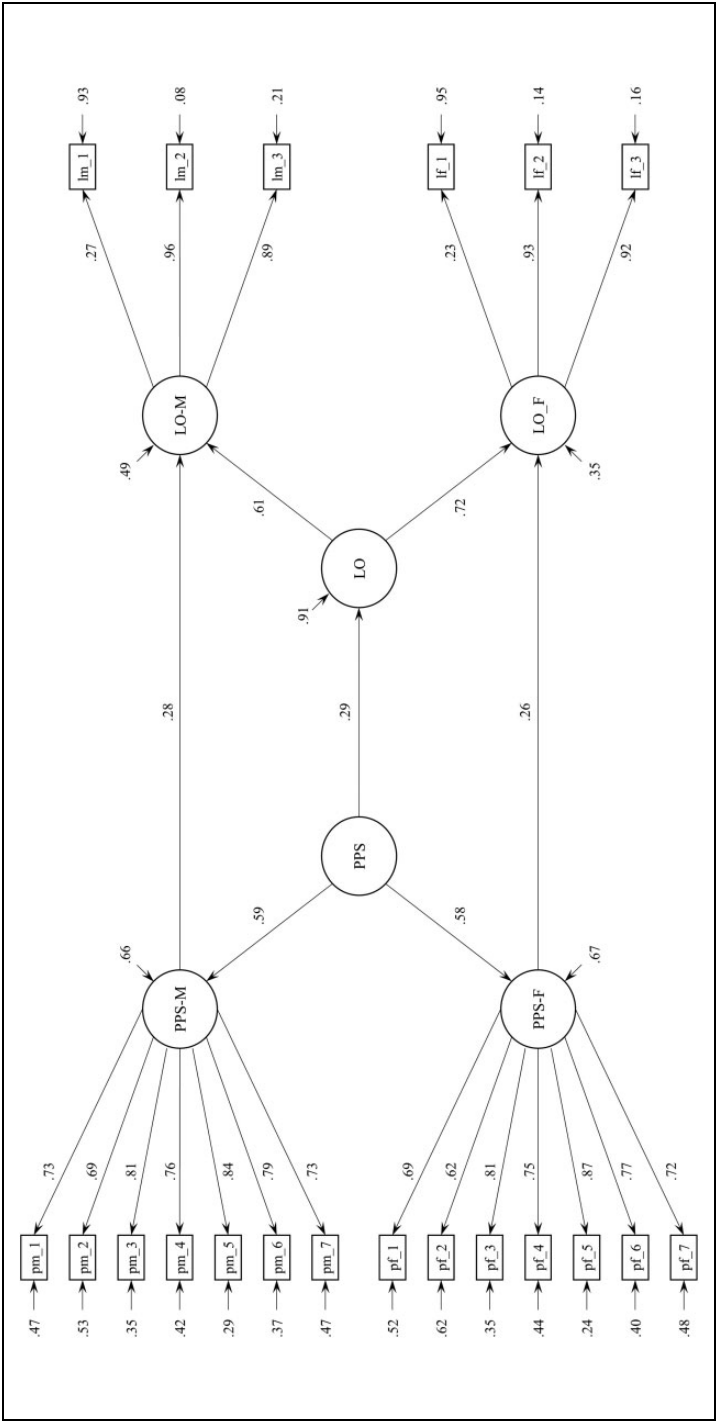 .47 pm_1 .73
.53 pm_2 .69
.35 pm_3 .81
.42 pm_4 .76
.29 pm_5 .84
.37 pm_6 .79
.47 pm_7 .73
.52 pf_1 .69
.62 pf_2 .62
.35 pf_3 .81
.44 pf_4 .75
.24 pf_5 .87
.40 pf_6 .77
.48 pf_7 .72
.66
PPS-M
PPS-F
.67
.59
.58
PPS
.28
.29
.26
.91
LO
.61
.72
.49
LO-M
LO_F
.35
.27 lm_1 .93
.96 lm_2 .08
.89 lm_3 .21
.23 lf_1 .95
.93 lf_2 .14
.92 lf_3 .16